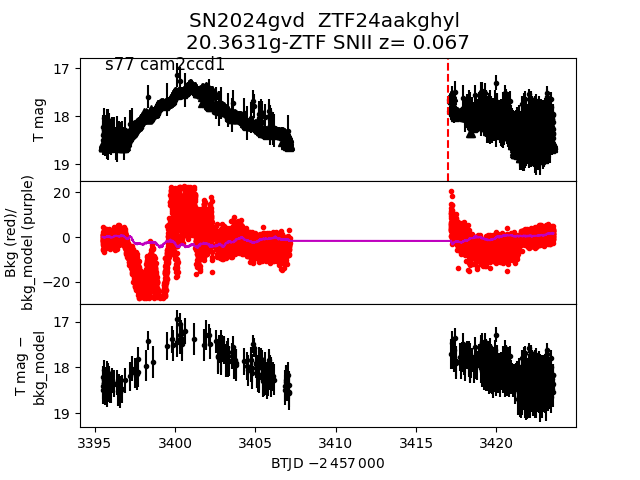 SN2024gvd ZTF24aakghyl
20.3631g-ZTF SNII z= 0.067
s77 cam2ccd1
T mag
17
18
19
Bkg (red)/
bkg_model (purple)
20
0
−20
T mag −
bkg_model
17
18
19
3395 3400 3405 3410 3415 3420
BTJD −2 457 000